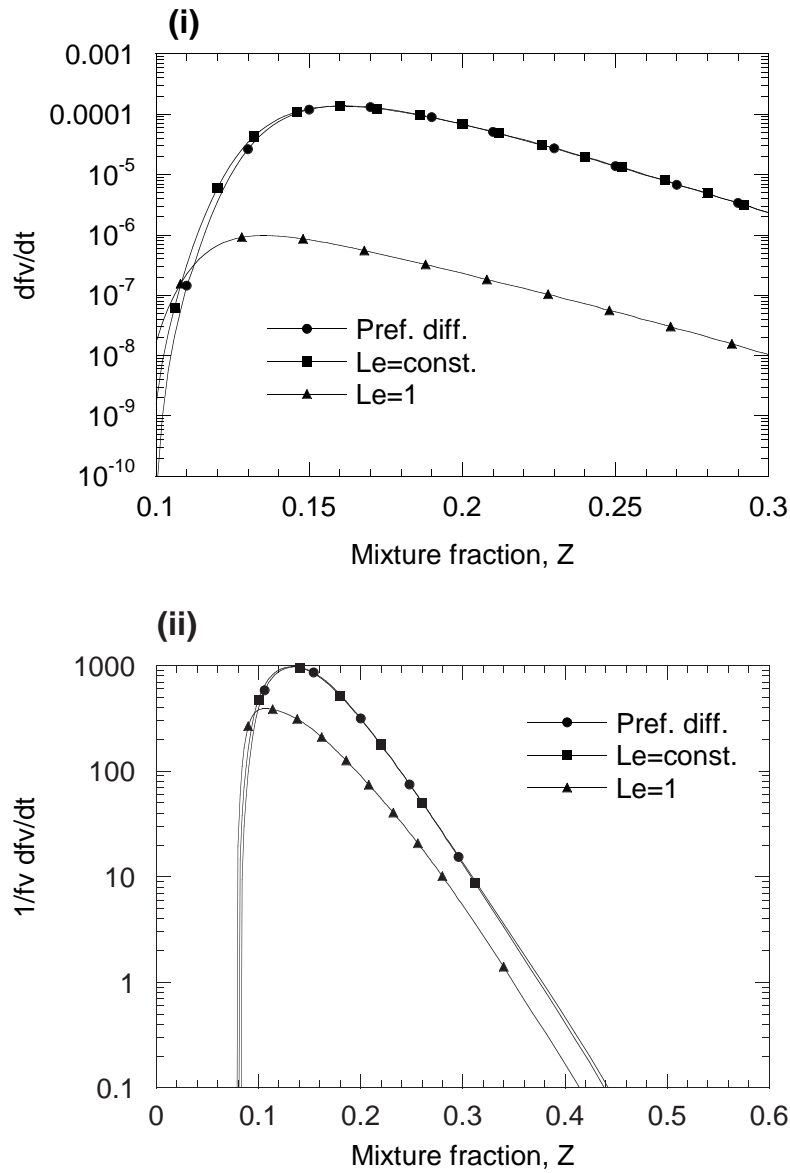 (i)
0.001
0.0001
10-5
10-6
10-7
10-8
10-9
10-10
dfv/dt
Pref. diff.
Le=const.
Le=1
0.1 0.15 0.2 0.25 0.3
Mixture fraction, Z
(ii)
1000
100
10
1
0.1
1/fv dfv/dt
Pref. diff.
Le=const.
Le=1
0 0.1 0.2 0.3 0.4 0.5 0.6
Mixture fraction, Z